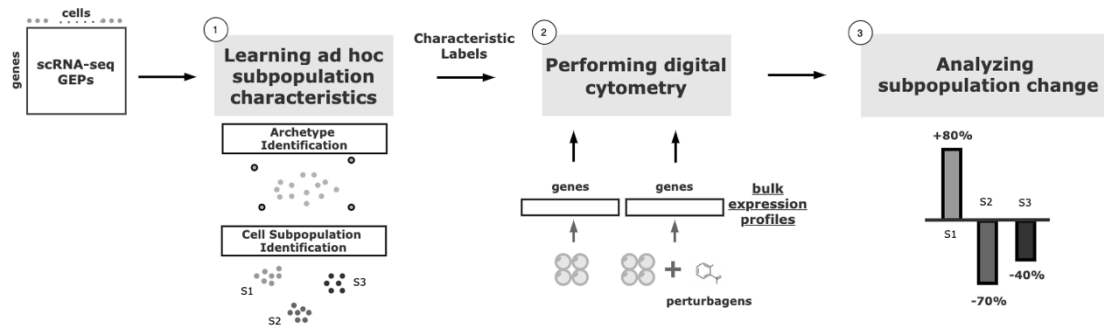 cells
genes
scRNA-seq
GEPs
1
Learning ad hoc
subpopulation
characteristics
Archetype
Identification
Cell Subpopulation
Identification
S1
S2
S3
Characteristic
Labels
2
Performing digital
cytometry
genes
genes
bulk
expression
profiles
perturbagens
3
Analyzing
subpopulation change
+80%
S1
S2
S3
-70%
-40%